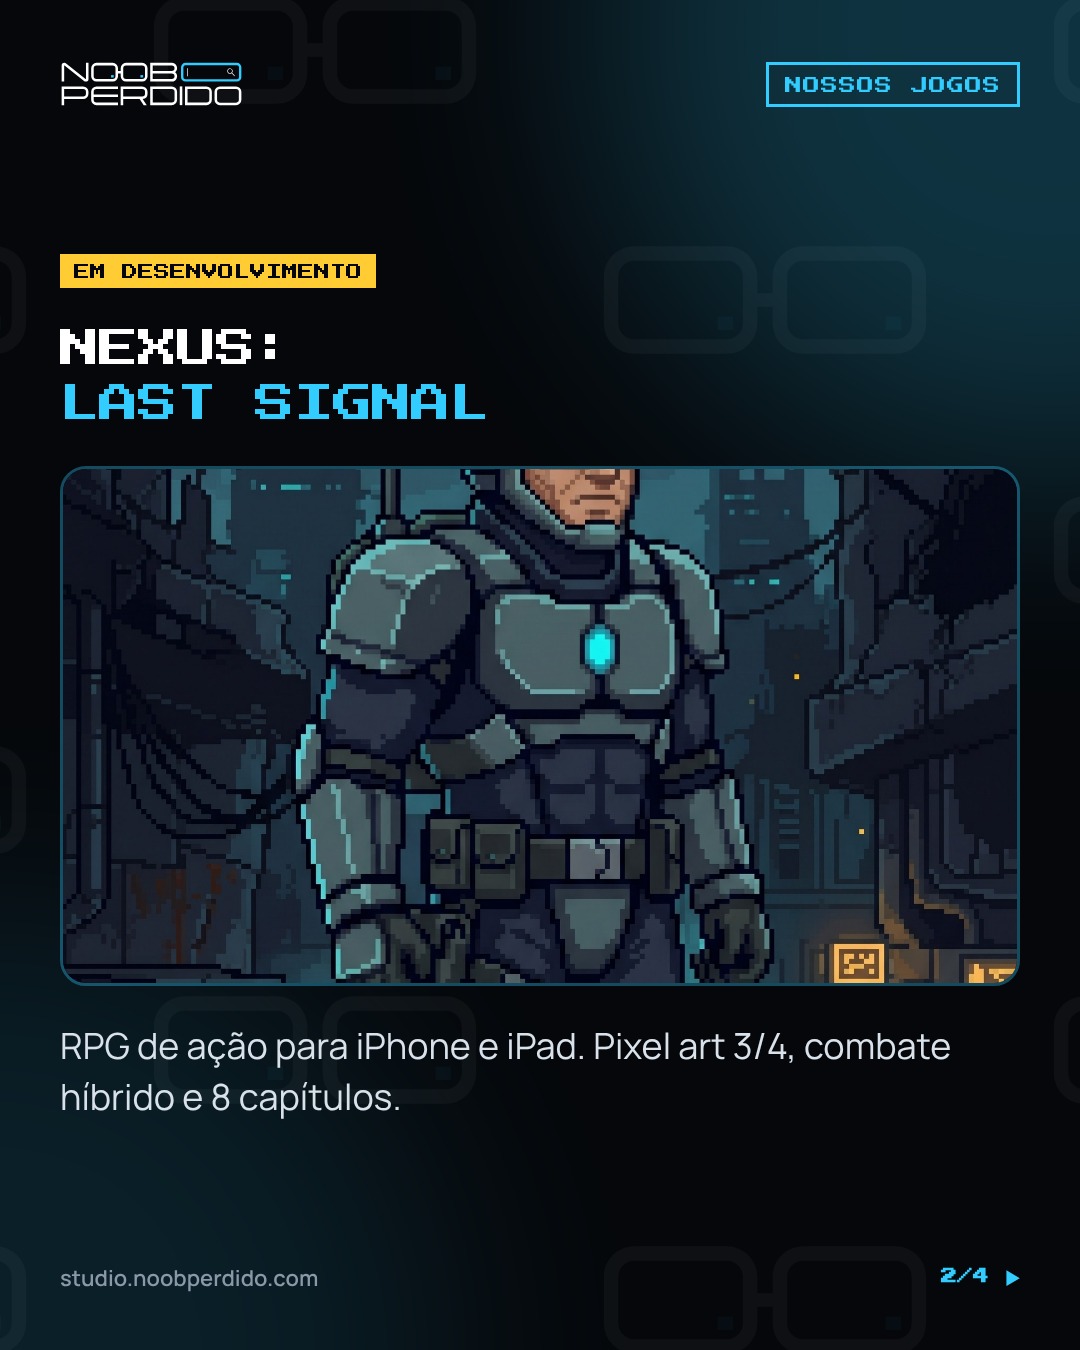 NOOB
PERDIDO
NOSSOS JOGOS
EM DESENVOLVIMENTO
NEXUS:
LAST SIGNAL
RPG de ação para iPhone e iPad. Pixel art 3/4, combate
híbrido e 8 capítulos.
studio.noobperdido.com
2/4